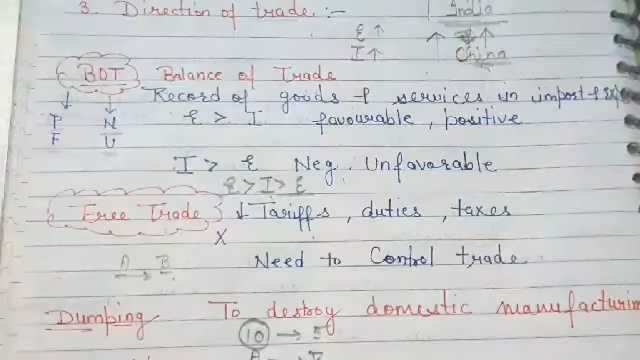 3. Direction of trade :-
India
E ↑
I ↑
China
BOT Balance of Trade
Record of goods & services in import &
P N
F U
E > I favourable, positive
I > E Neg. Unfavorable
E > I > E
Free Trade ↓ Tariffs, duties, taxes
X
A → B
Need to Control trade
Dumping To destroy domestic manufacturin
10 → 5